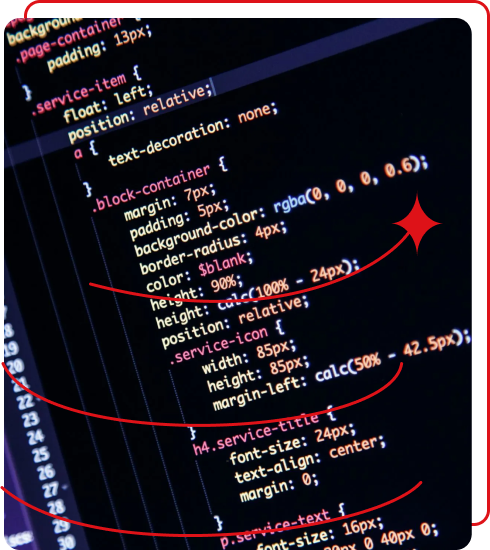 .page-container {
padding: 13px;
}
.service-item {
float: left;
position: relative;
a {
text-decoration: none;
}
.block-container {
margin: 7px;
padding: 5px;
background-color: rgba(0, 0, 0, 0.6);
border-radius: 4px;
color: $blank;
height: 90%;
height: calc(100% - 24px);
position: relative;
.service-icon {
width: 85px;
height: 85px;
margin-left: calc(50% - 42.5px);
}
h4.service-title {
font-size: 24px;
text-align: center;
margin: 0;
}
p.service-text {
font-size: 16px;
0 40px 0;
19
20
21
22
23
24
25
26
27
28
29
30